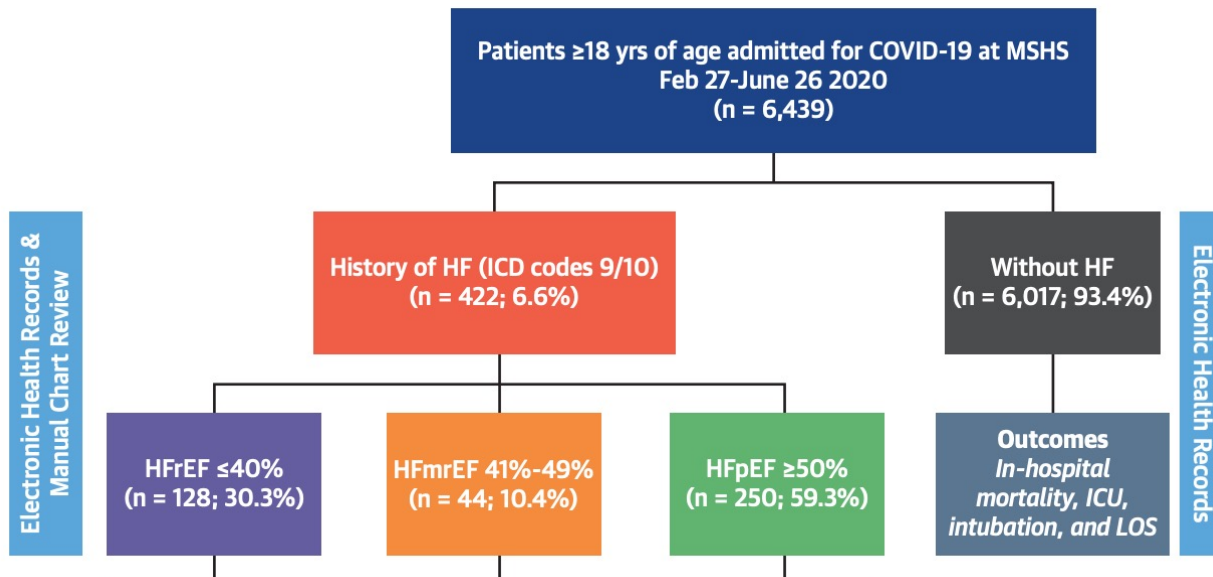 Patients ≥18 yrs of age admitted for COVID-19 at MSHS
Feb 27-June 26 2020
(n = 6,439)
Electronic Health Records &
Manual Chart Review
History of HF (ICD codes 9/10)
(n = 422; 6.6%)
Without HF
(n = 6,017; 93.4%)
Electronic Health Records
HFrEF ≤40%
(n = 128; 30.3%)
HFmrEF 41%-49%
(n = 44; 10.4%)
HFpEF ≥50%
(n = 250; 59.3%)
Outcomes
In-hospital
mortality, ICU,
intubation, and LOS